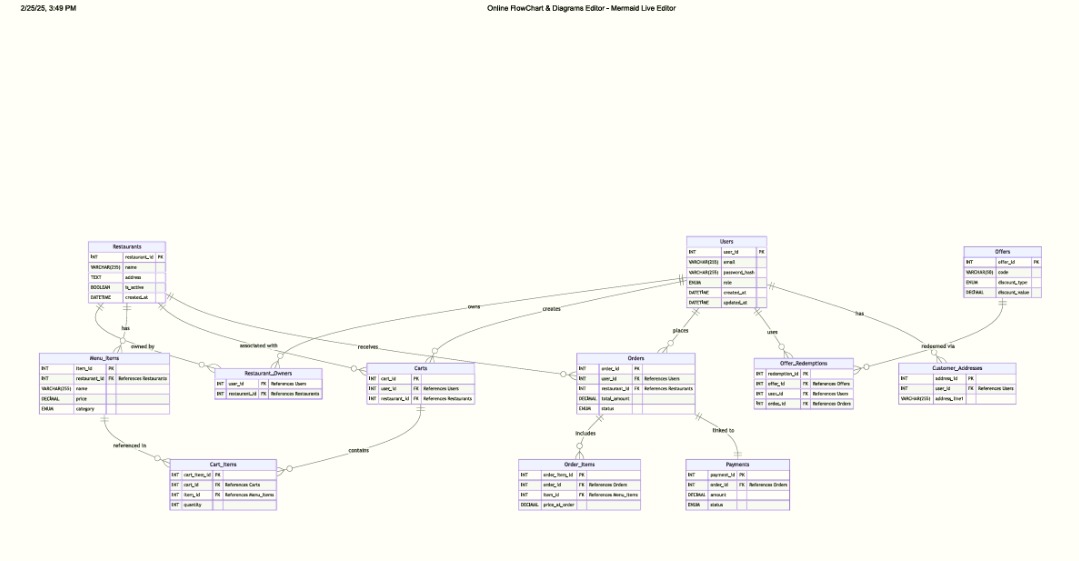 2/25/25, 3:49 PM
Online FlowChart & Diagrams Editor - Mermaid Live Editor
Restaurants
INT restaurant_id PK
VARCHAR(255) name
TEXT address
BOOLEAN is_active
DATETIME created_at
Users
INT user_id PK
VARCHAR(255) email
VARCHAR(255) password_hash
ENUM role
DATETIME created_at
DATETIME updated_at
Offers
INT offer_id PK
VARCHAR(50) code
ENUM discount_type
DECIMAL discount_value
owns
creates
has
has
places
uses
owned by
associated with
receives
redeemed via
Menu_Items
INT item_id PK
INT restaurant_id FK References Restaurants
VARCHAR(255) name
DECIMAL price
ENUM category
Restaurant_Owners
INT user_id FK References Users
INT restaurant_id FK References Restaurants
Carts
INT cart_id PK
INT user_id FK References Users
INT restaurant_id FK References Restaurants
Orders
INT order_id PK
INT user_id FK References Users
INT restaurant_id FK References Restaurants
DECIMAL total_amount
ENUM status
Offer_Redemptions
INT redemption_id PK
INT offer_id FK References Offers
INT user_id FK References Users
INT order_id FK References Orders
Customer_Addresses
INT address_id PK
INT user_id FK References Users
VARCHAR(255) address_line1
referenced in
contains
includes
linked to
Cart_Items
INT cart_item_id PK
INT cart_id FK References Carts
INT item_id FK References Menu_Items
INT quantity
Order_Items
INT order_item_id PK
INT order_id FK References Orders
INT item_id FK References Menu_Items
DECIMAL price_at_order
Payments
INT payment_id PK
INT order_id FK References Orders
DECIMAL amount
ENUM status